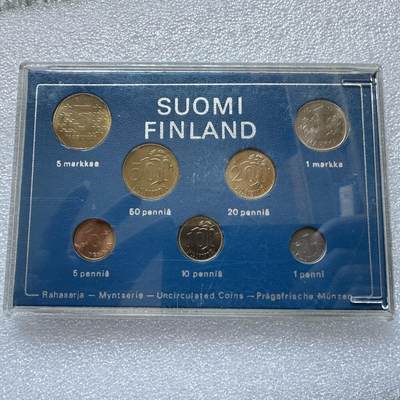 SUOMI
FINLAND
5 markkaa
1 markka
50 penniä
20 penniä
5 penniä
10 penniä
1 penni
Rahasarja — Myntserie — Uncirculated Coins — Prägefrische Münzen